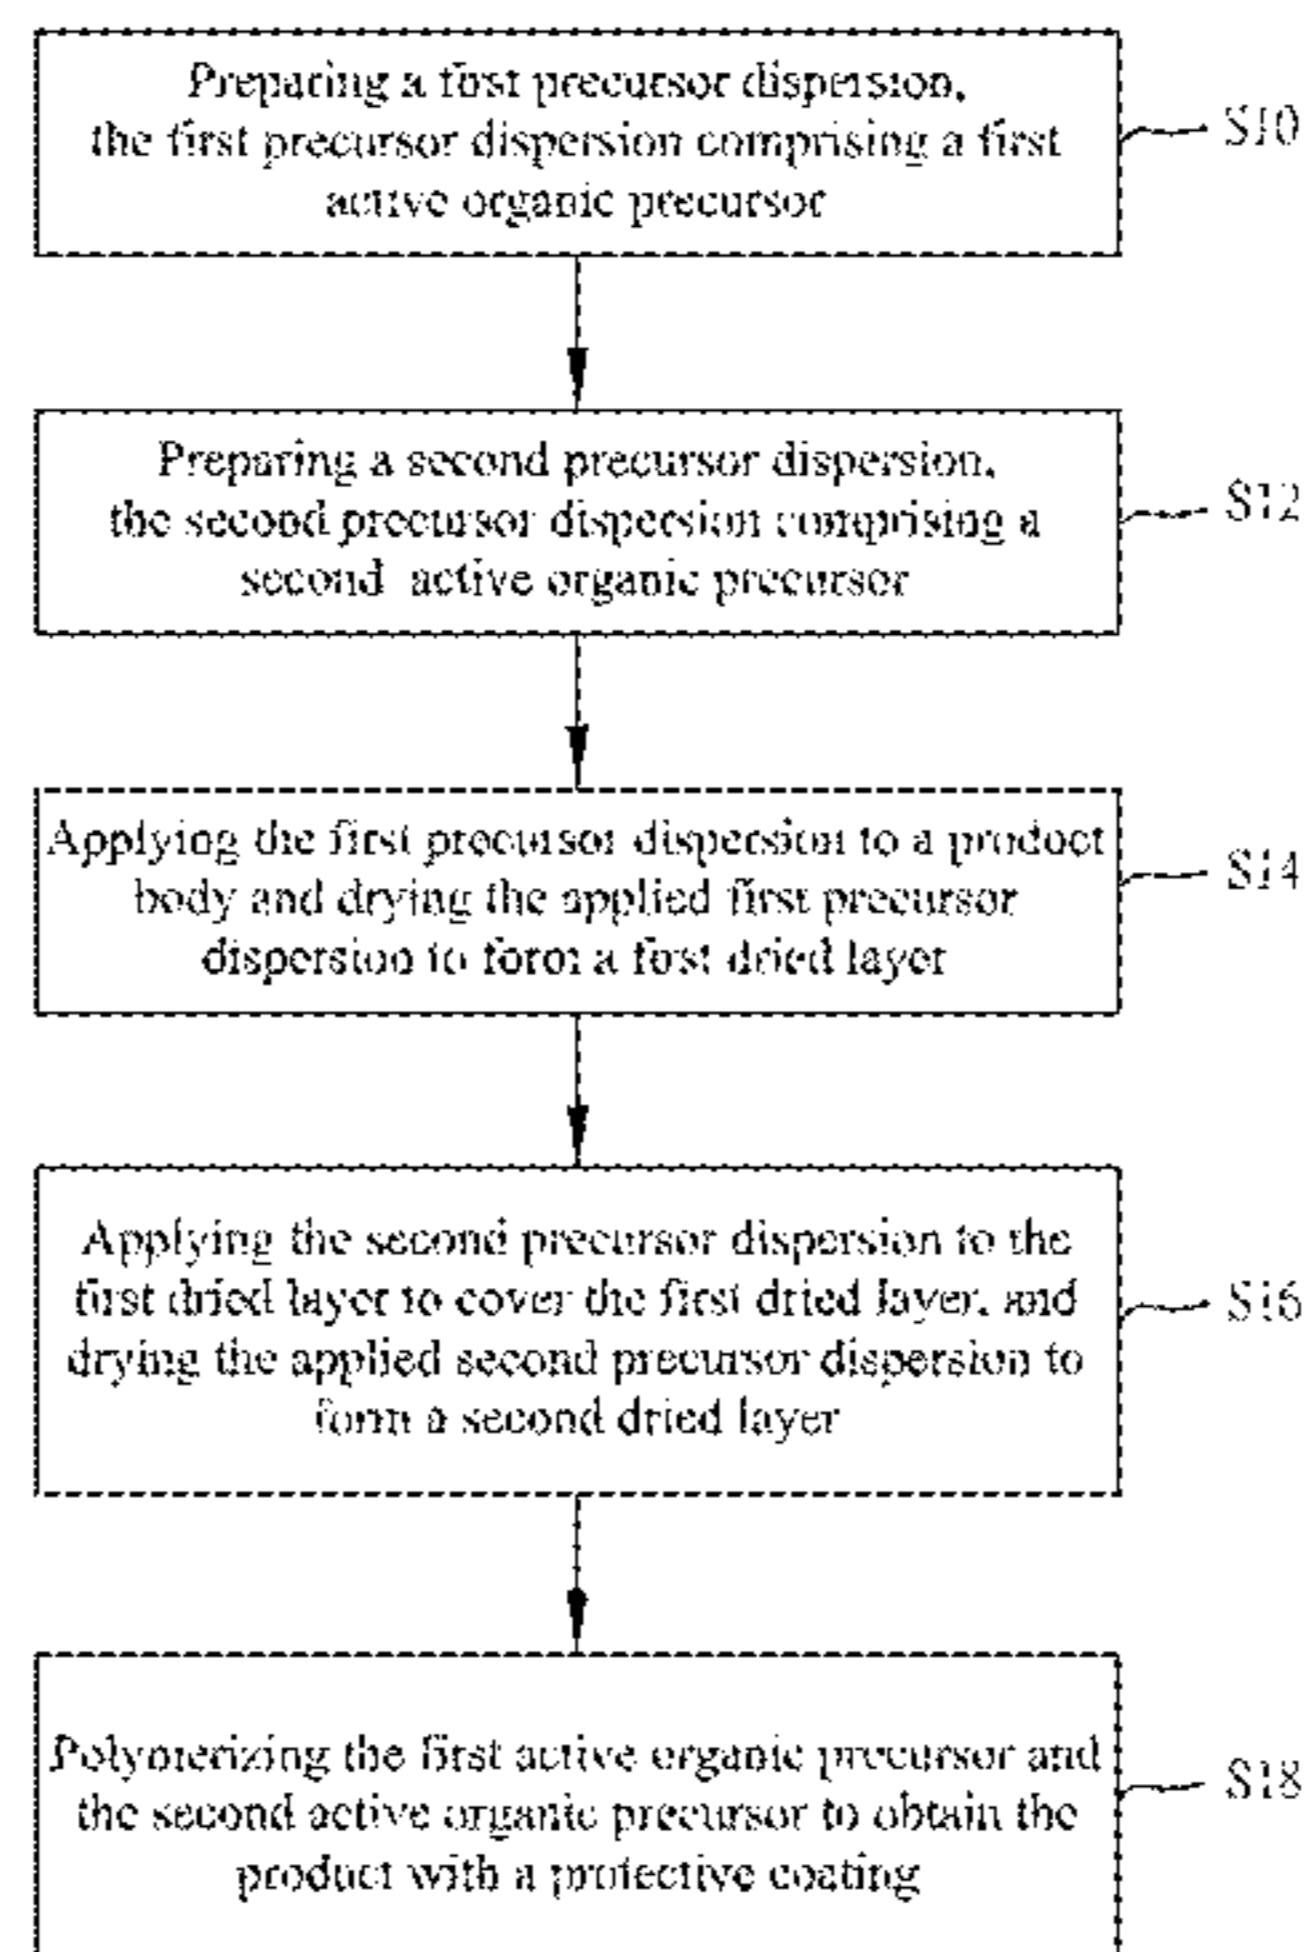 Preparing a first precursor dispersion,
the first precursor dispersion comprising a first
active organic precursor
S10
Preparing a second precursor dispersion,
the second precursor dispersion comprising a
second active organic precursor
S12
Applying the first precursor dispersion to a product
body and drying the applied first precursor
dispersion to form a first dried layer
S14
Applying the second precursor dispersion to the
first dried layer to cover the first dried layer, and
drying the applied second precursor dispersion to
form a second dried layer
S16
Polymerizing the first active organic precursor and
the second active organic precursor to obtain the
product with a protective coating
S18